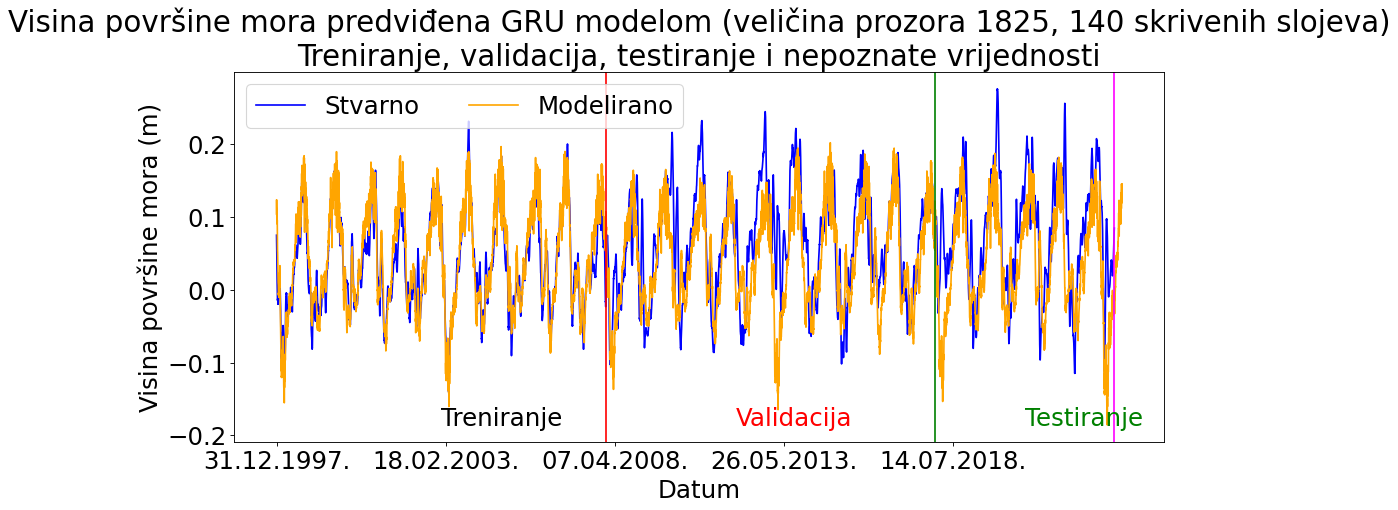 Visina površine mora predviđena GRU modelom (veličina prozora 1825, 140 skrivenih slojeva)
Treniranje, validacija, testiranje i nepoznate vrijednosti
Stvarno
Modelirano
Visina površine mora (m)
0.2
0.1
0.0
−0.1
−0.2
Treniranje
Validacija
Testiranje
31.12.1997.
18.02.2003.
07.04.2008.
26.05.2013.
14.07.2018.
Datum